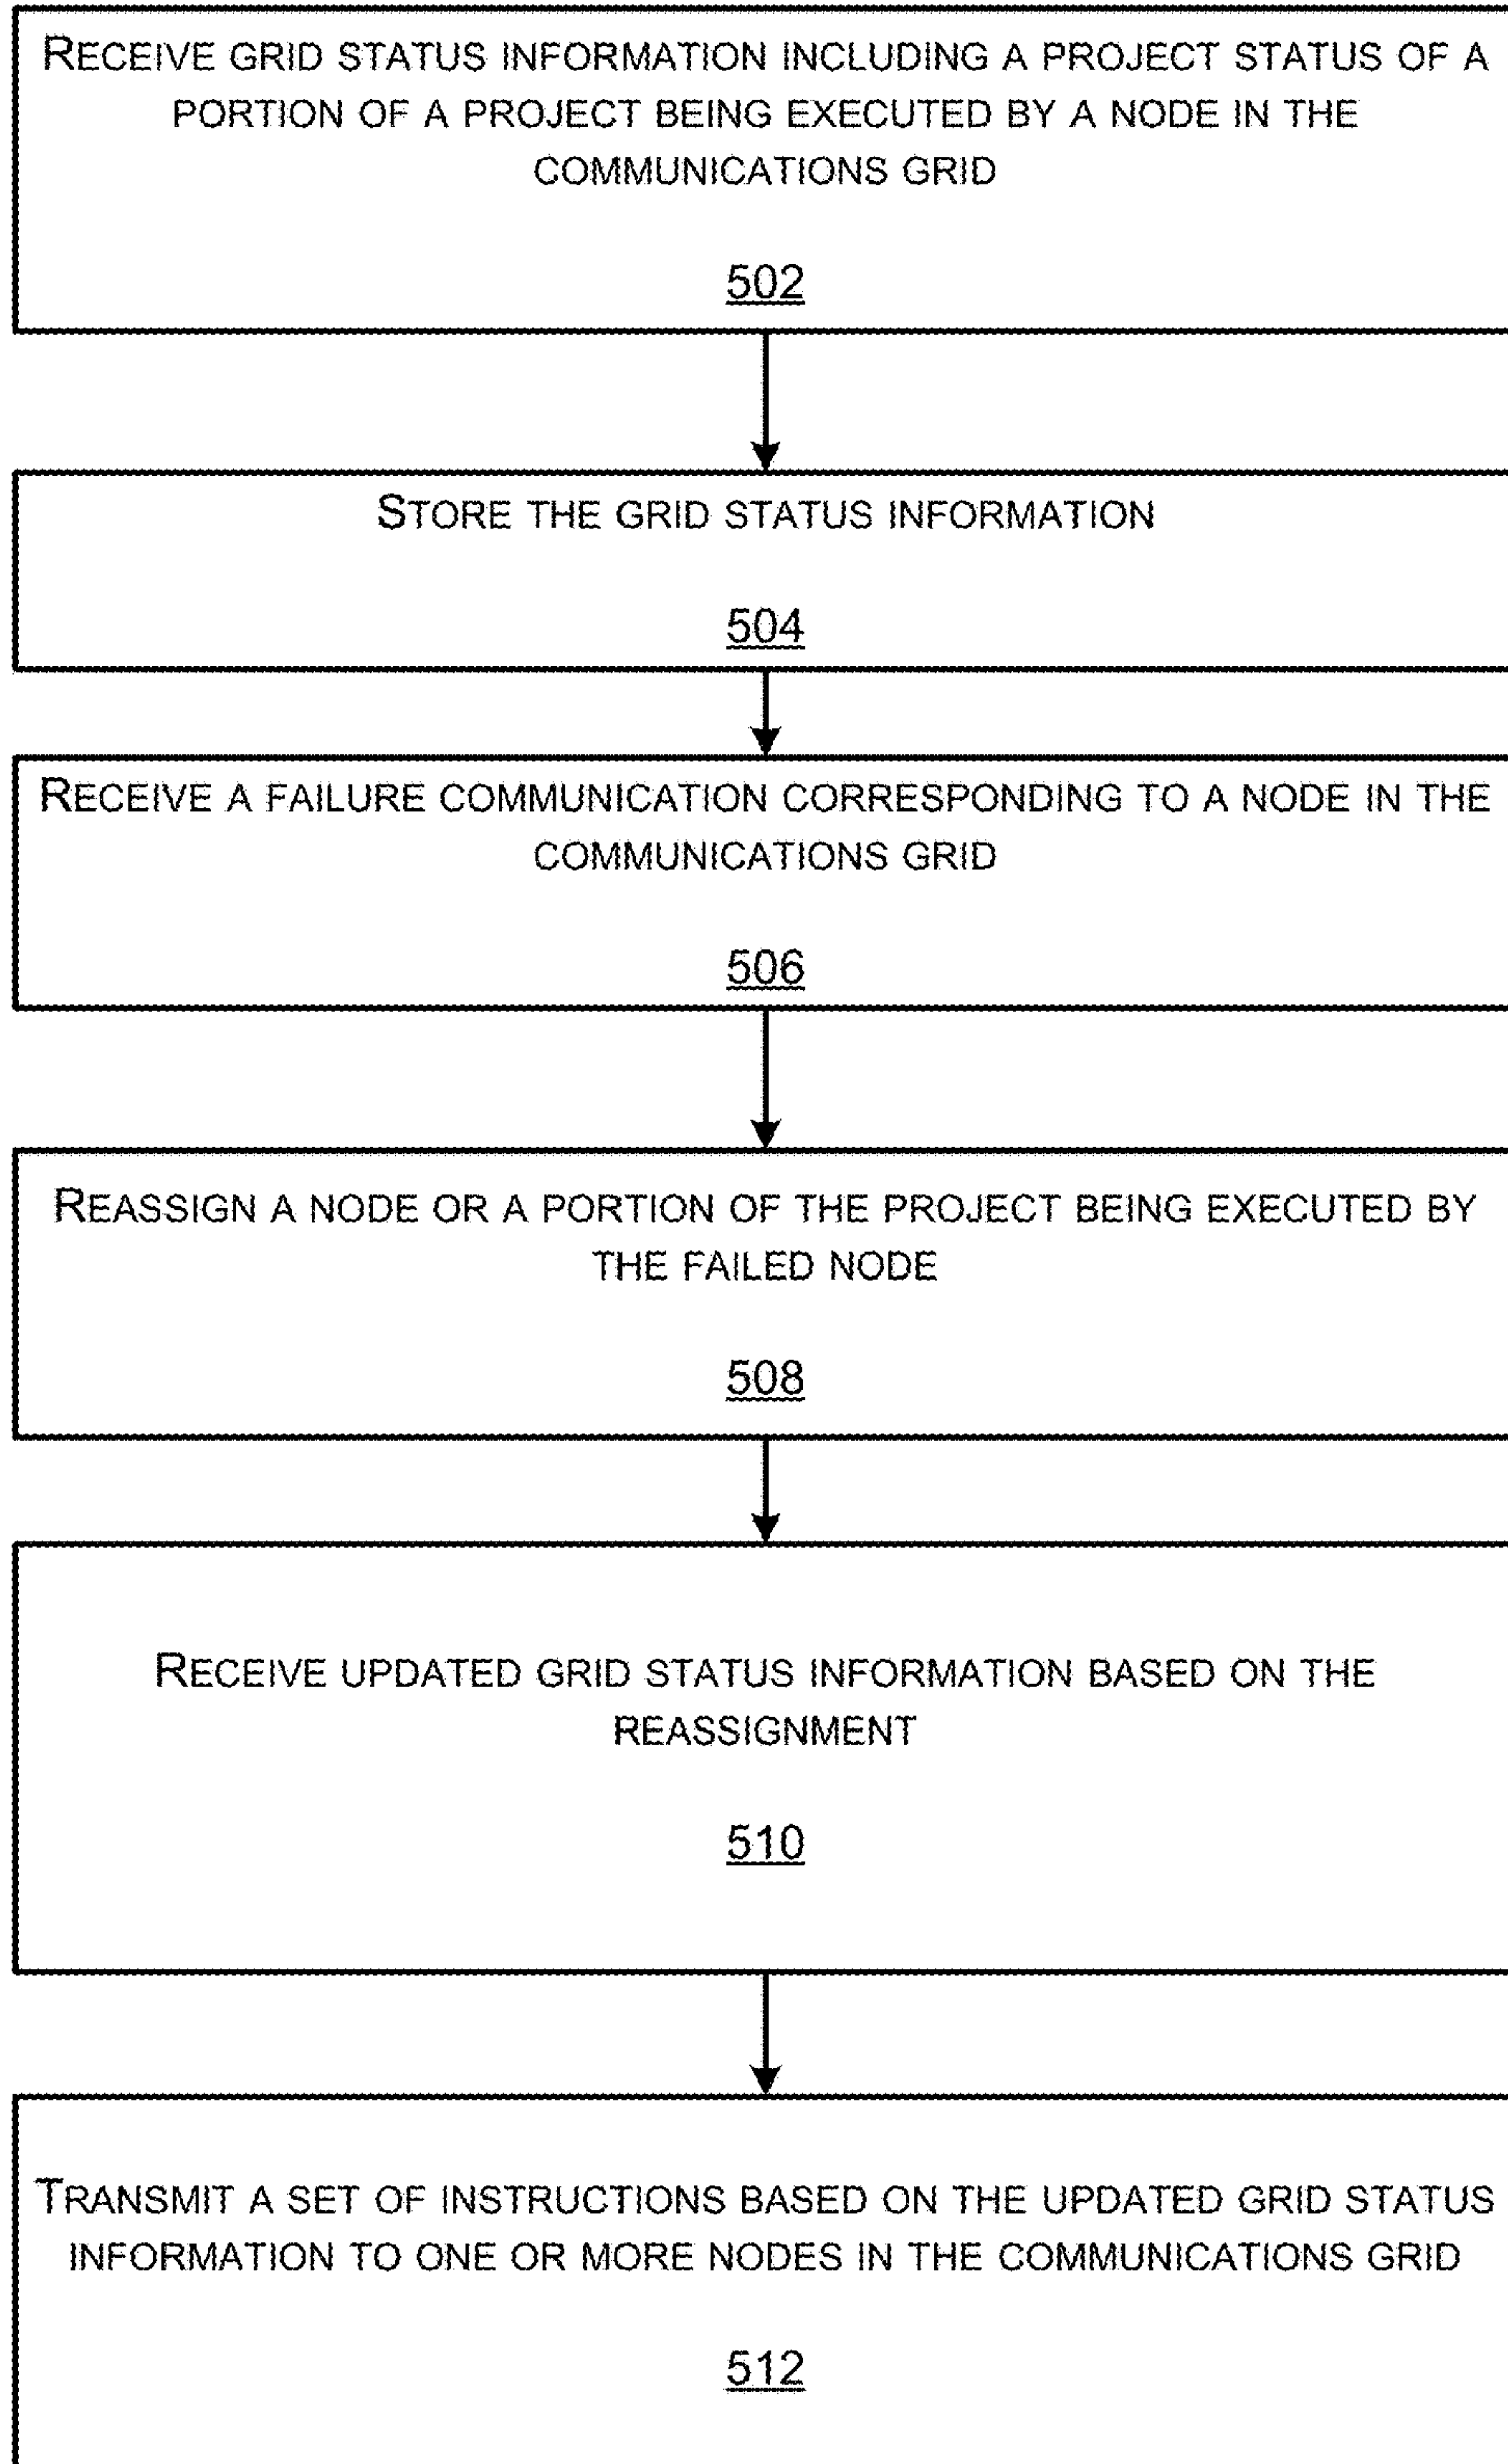 RECEIVE GRID STATUS INFORMATION INCLUDING A PROJECT STATUS OF A
PORTION OF A PROJECT BEING EXECUTED BY A NODE IN THE
COMMUNICATIONS GRID
502
STORE THE GRID STATUS INFORMATION
504
RECEIVE A FAILURE COMMUNICATION CORRESPONDING TO A NODE IN THE
COMMUNICATIONS GRID
506
REASSIGN A NODE OR A PORTION OF THE PROJECT BEING EXECUTED BY
THE FAILED NODE
508
RECEIVE UPDATED GRID STATUS INFORMATION BASED ON THE
REASSIGNMENT
510
TRANSMIT A SET OF INSTRUCTIONS BASED ON THE UPDATED GRID STATUS
INFORMATION TO ONE OR MORE NODES IN THE COMMUNICATIONS GRID
512